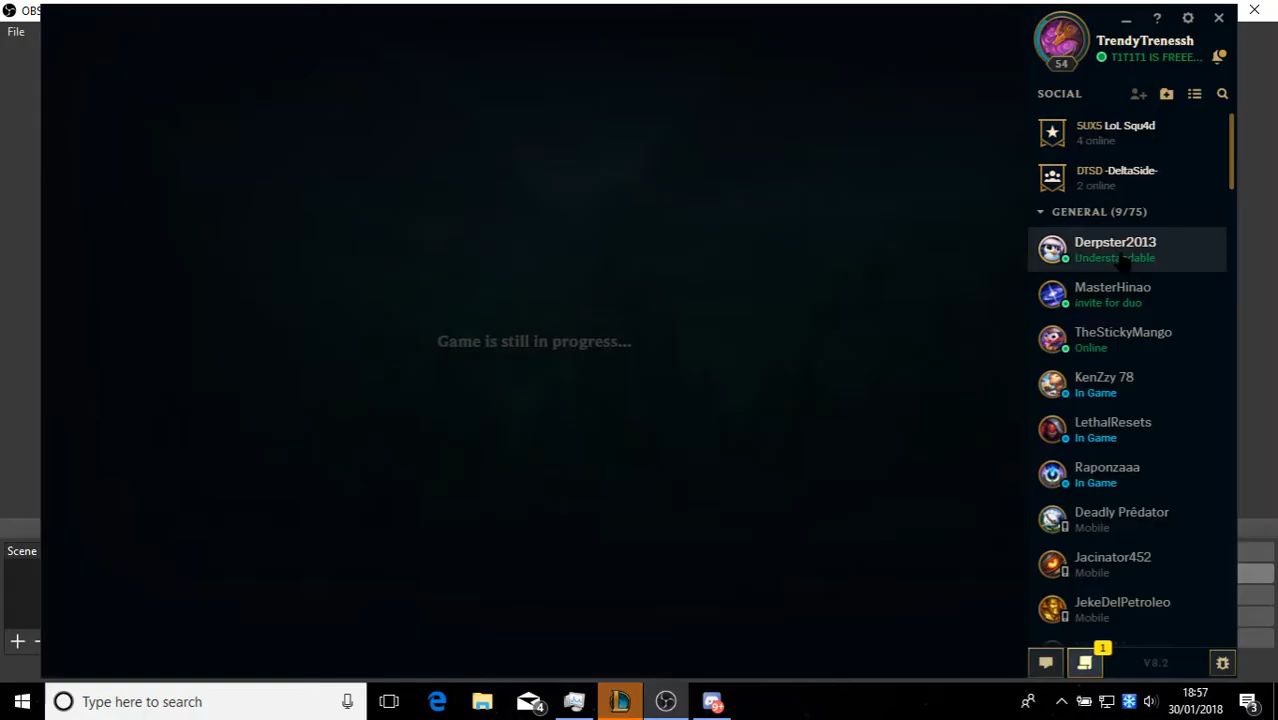 OBS
File
TrendyTrenessh
T1T1T1 IS FREEE...
54
SOCIAL
SUXS LoL Squ4d
4 online
DTSD -DeltaSide-
2 online
GENERAL (9/75)
Derpster2013
Understandable
MasterHinao
invite for duo
TheStickyMango
Online
KenZzy 78
In Game
LethalResets
In Game
Raponzaaa
In Game
Deadly Prédator
Mobile
Jacinator452
Mobile
JekeDelPetroleo
Mobile
Game is still in progress...
Scene
1
V8.2
Type here to search
4
9+
18:57
30/01/2018
3